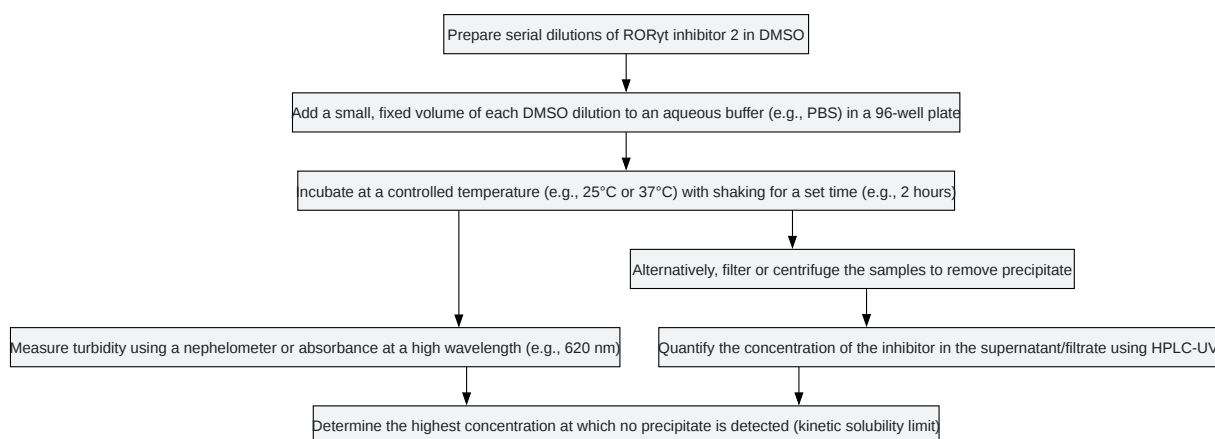 Prepare serial dilutions of RORγt inhibitor 2 in DMSO
Add a small, fixed volume of each DMSO dilution to an aqueous buffer (e.g., PBS) in a 96-well plate
Incubate at a controlled temperature (e.g., 25°C or 37°C) with shaking for a set time (e.g., 2 hours)
Alternatively, filter or centrifuge the samples to remove precipitate
Measure turbidity using a nephelometer or absorbance at a high wavelength (e.g., 620 nm)
Quantify the concentration of the inhibitor in the supernatant/filtrate using HPLC-UV
Determine the highest concentration at which no precipitate is detected (kinetic solubility limit)